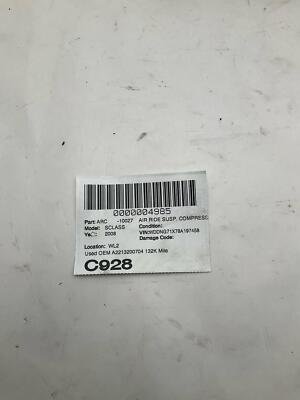 0000004985
Part: ARC -10027 AIR RIDE SUSP. COMPRESS
Model: SCLASS Condition:
Year: 2008 VIN:WDDNG71X78A197458
Damage Code:
Location: WL2
Used OEM A2213200704 132K Mile
C928